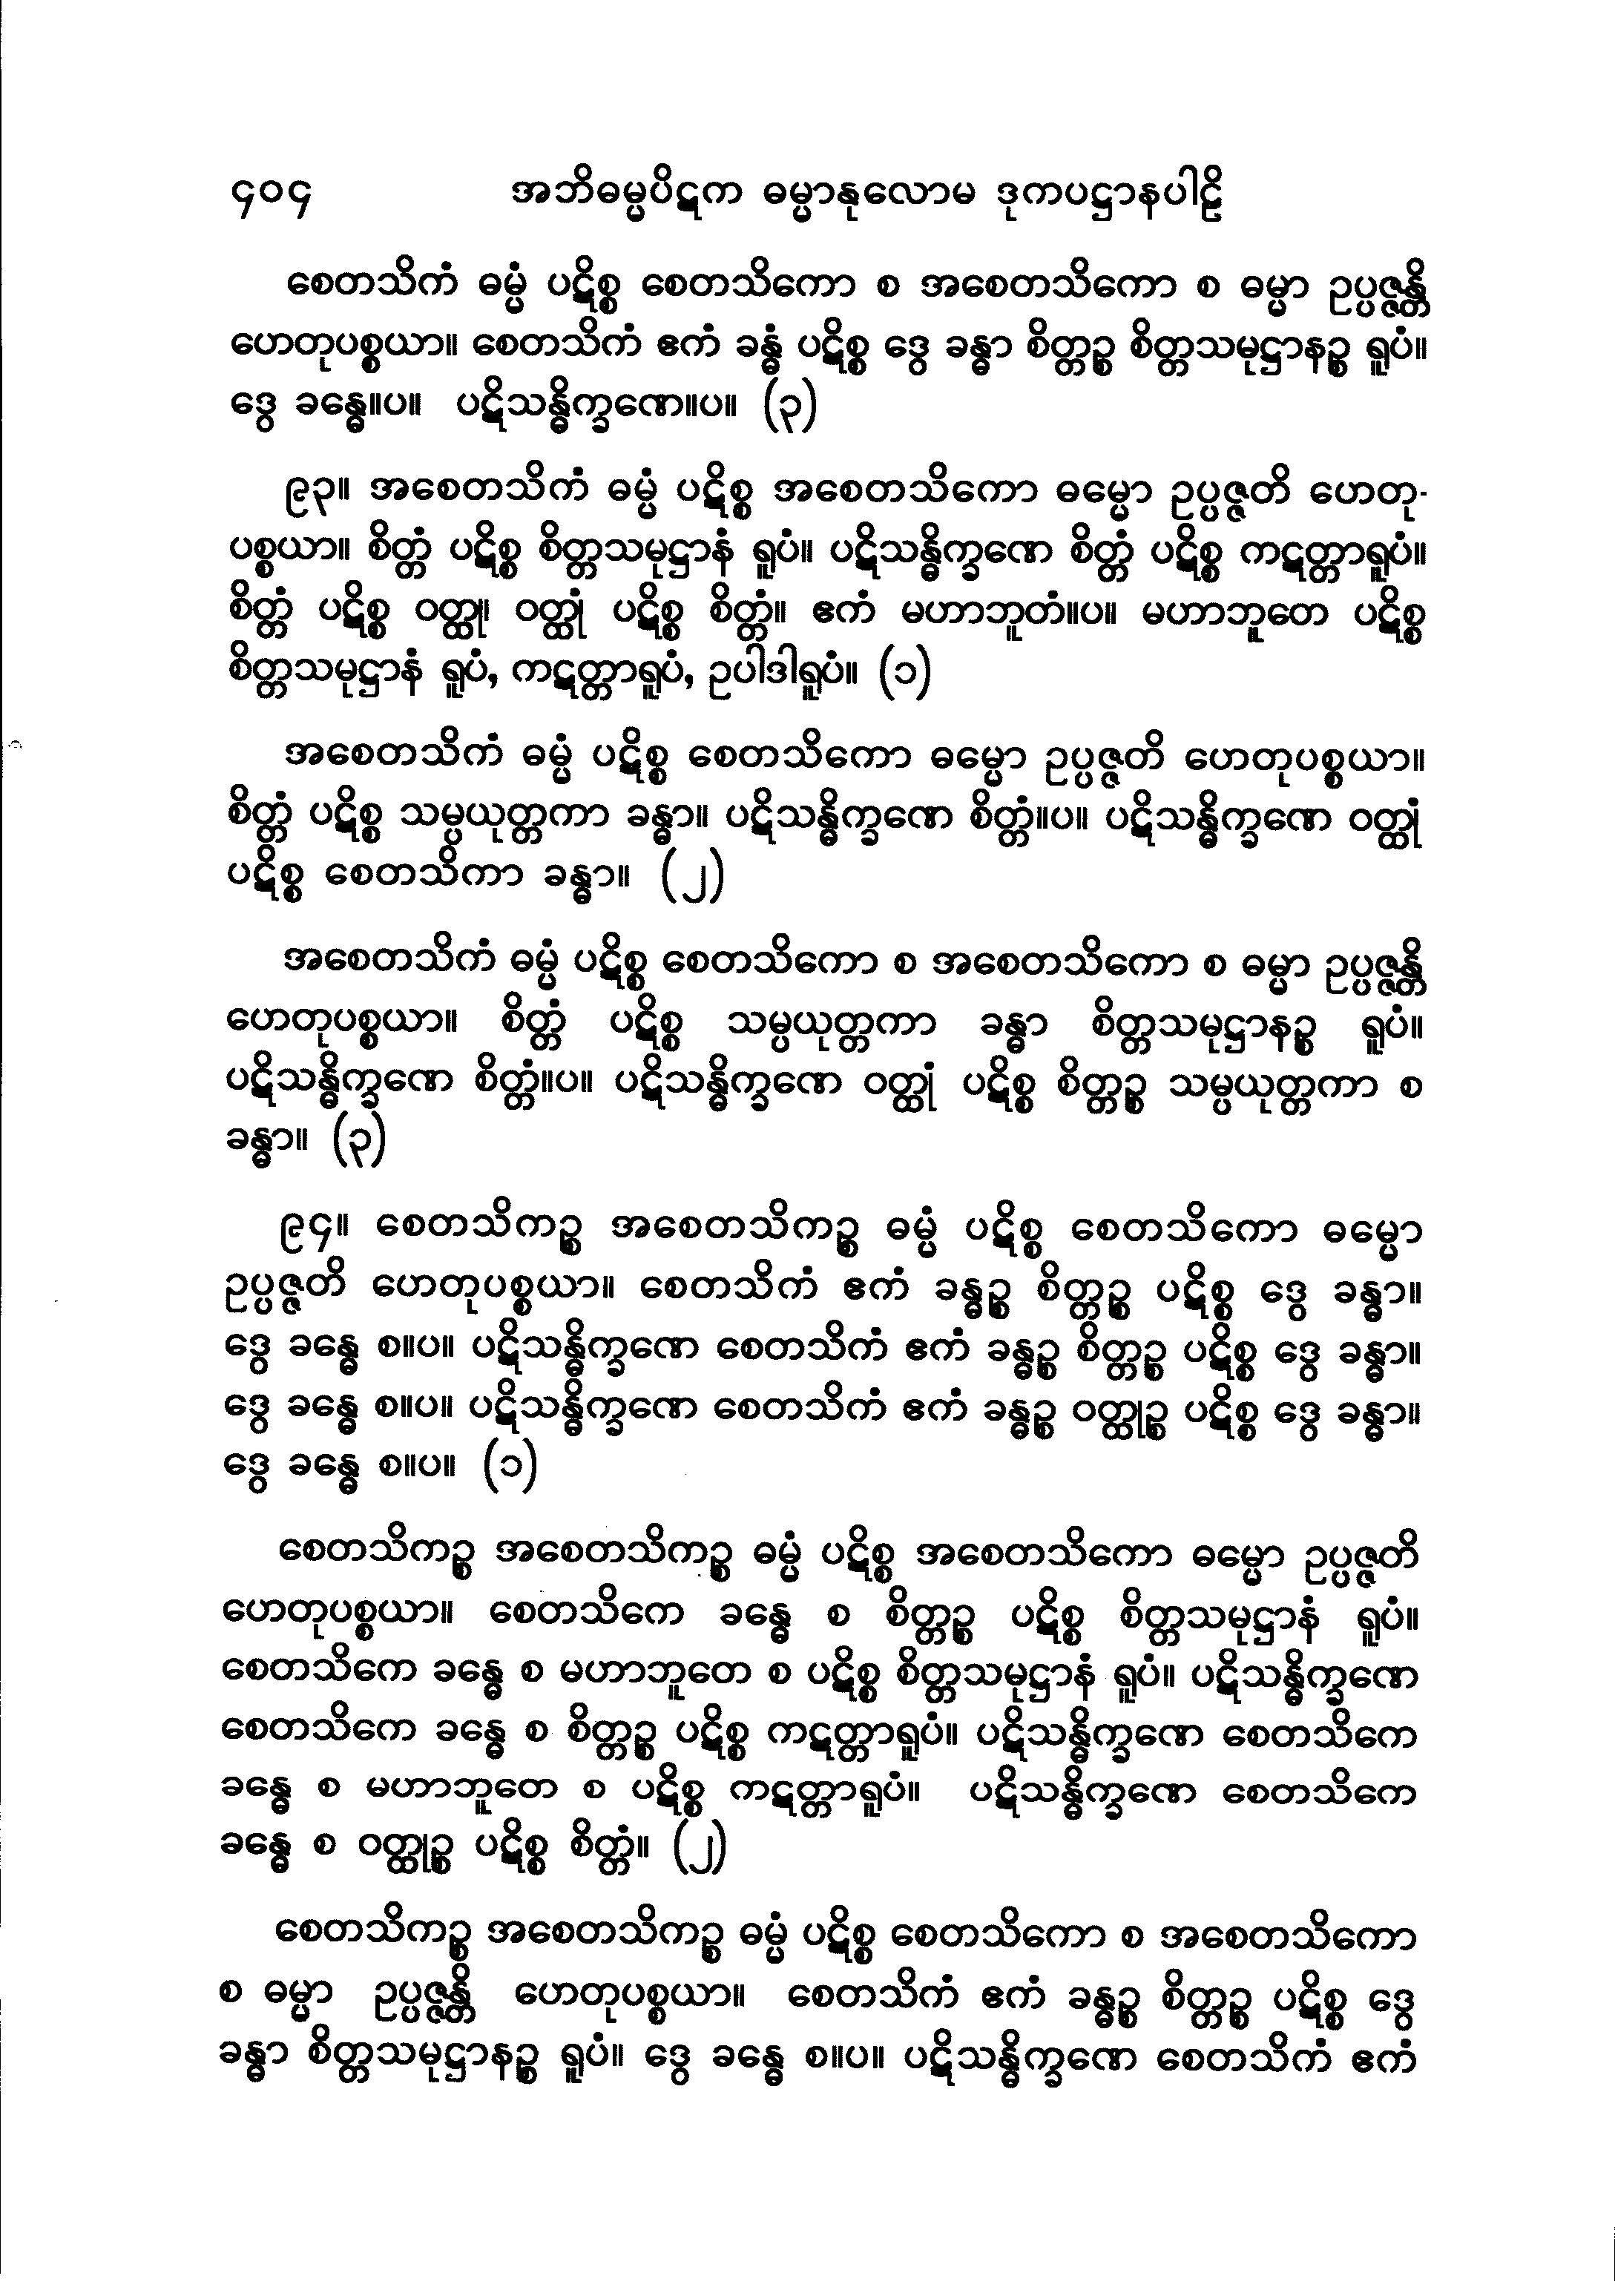 ၄၀၄ အဘိဓမ္မပိဋက ဓမ္မာနုလောမ ဒုကပဋ္ဌာနပါဠိ
စေတသိကံ ဓမ္မံ ပဋိစ္စ စေတသိကော စ အစေတသိကော စ ဓမ္မာ ဥပ္ပဇ္ဇန္တိ
ဟေတုပစ္စယာ။ စေတသိကံ ဧကံ ခန္ဓံ ပဋိစ္စ ဒွေ ခန္ဓာ စိတ္တဉ္စ စိတ္တသမုဋ္ဌာနဉ္စ ရူပံ။
ဒွေ ခန္ဓေ။ပ။ ပဋိသန္ဓိက္ခဏေ။ပ။ (၃)
၉၃။ အစေတသိကံ ဓမ္မံ ပဋိစ္စ အစေတသိကော ဓမ္မော ဥပ္ပဇ္ဇတိ ဟေတု-
ပစ္စယာ။ စိတ္တံ ပဋိစ္စ စိတ္တသမုဋ္ဌာနံ ရူပံ။ ပဋိသန္ဓိက္ခဏေ စိတ္တံ ပဋိစ္စ ကဋတ္တာရူပံ။
စိတ္တံ ပဋိစ္စ ဝတ္ထု။ ဝတ္ထုံ ပဋိစ္စ စိတ္တံ။ ဧကံ မဟာဘူတံ။ပ။ မဟာဘူတေ ပဋိစ္စ
စိတ္တသမုဋ္ဌာနံ ရူပံ, ကဋတ္တာရူပံ, ဥပါဒါရူပံ။ (၁)
အစေတသိကံ ဓမ္မံ ပဋိစ္စ စေတသိကော ဓမ္မော ဥပ္ပဇ္ဇတိ ဟေတုပစ္စယာ။
စိတ္တံ ပဋိစ္စ သမ္ပယုတ္တကာ ခန္ဓာ။ ပဋိသန္ဓိက္ခဏေ စိတ္တံ။ပ။ ပဋိသန္ဓိက္ခဏေ ဝတ္ထုံ
ပဋိစ္စ စေတသိကာ ခန္ဓာ။ (၂)
အစေတသိကံ ဓမ္မံ ပဋိစ္စ စေတသိကော စ အစေတသိကော စ ဓမ္မာ ဥပ္ပဇ္ဇန္တိ
ဟေတုပစ္စယာ။ စိတ္တံ ပဋိစ္စ သမ္ပယုတ္တကာ ခန္ဓာ စိတ္တသမုဋ္ဌာနဉ္စ ရူပံ။
ပဋိသန္ဓိက္ခဏေ စိတ္တံ။ပ။ ပဋိသန္ဓိက္ခဏေ ဝတ္ထုံ ပဋိစ္စ စိတ္တဉ္စ သမ္ပယုတ္တကာ စ
ခန္ဓာ။ (၃)
၉၄။ စေတသိကဉ္စ အစေတသိကဉ္စ ဓမ္မံ ပဋိစ္စ စေတသိကော ဓမ္မော
ဥပ္ပဇ္ဇတိ ဟေတုပစ္စယာ။ စေတသိကံ ဧကံ ခန္ဓဉ္စ စိတ္တဉ္စ ပဋိစ္စ ဒွေ ခန္ဓာ။
ဒွေ ခန္ဓေ စ။ပ။ ပဋိသန္ဓိက္ခဏေ စေတသိကံ ဧကံ ခန္ဓဉ္စ စိတ္တဉ္စ ပဋိစ္စ ဒွေ ခန္ဓာ။
ဒွေ ခန္ဓေ စ။ပ။ ပဋိသန္ဓိက္ခဏေ စေတသိကံ ဧကံ ခန္ဓဉ္စ ဝတ္ထုဉ္စ ပဋိစ္စ ဒွေ ခန္ဓာ။
ဒွေ ခန္ဓေ စ။ပ။ (၁)
စေတသိကဉ္စ အစေတသိကဉ္စ ဓမ္မံ ပဋိစ္စ အစေတသိကော ဓမ္မော ဥပ္ပဇ္ဇတိ
ဟေတုပစ္စယာ။ စေတသိကေ ခန္ဓေ စ စိတ္တဉ္စ ပဋိစ္စ စိတ္တသမုဋ္ဌာနံ ရူပံ။
စေတသိကေ ခန္ဓေ စ မဟာဘူတေ စ ပဋိစ္စ စိတ္တသမုဋ္ဌာနံ ရူပံ။ ပဋိသန္ဓိက္ခဏေ
စေတသိကေ ခန္ဓေ စ စိတ္တဉ္စ ပဋိစ္စ ကဋတ္တာရူပံ။ ပဋိသန္ဓိက္ခဏေ စေတသိကေ
ခန္ဓေ စ မဟာဘူတေ စ ပဋိစ္စ ကဋတ္တာရူပံ။ ပဋိသန္ဓိက္ခဏေ စေတသိကေ
ခန္ဓေ စ ဝတ္ထုဉ္စ ပဋိစ္စ စိတ္တံ။ (၂)
စေတသိကဉ္စ အစေတသိကဉ္စ ဓမ္မံ ပဋိစ္စ စေတသိကော စ အစေတသိကော
စ ဓမ္မာ ဥပ္ပဇ္ဇန္တိ ဟေတုပစ္စယာ။ စေတသိကံ ဧကံ ခန္ဓဉ္စ စိတ္တဉ္စ ပဋိစ္စ ဒွေ
ခန္ဓာ စိတ္တသမုဋ္ဌာနဉ္စ ရူပံ။ ဒွေ ခန္ဓေ စ။ပ။ ပဋိသန္ဓိက္ခဏေ စေတသိကံ ဧကံ